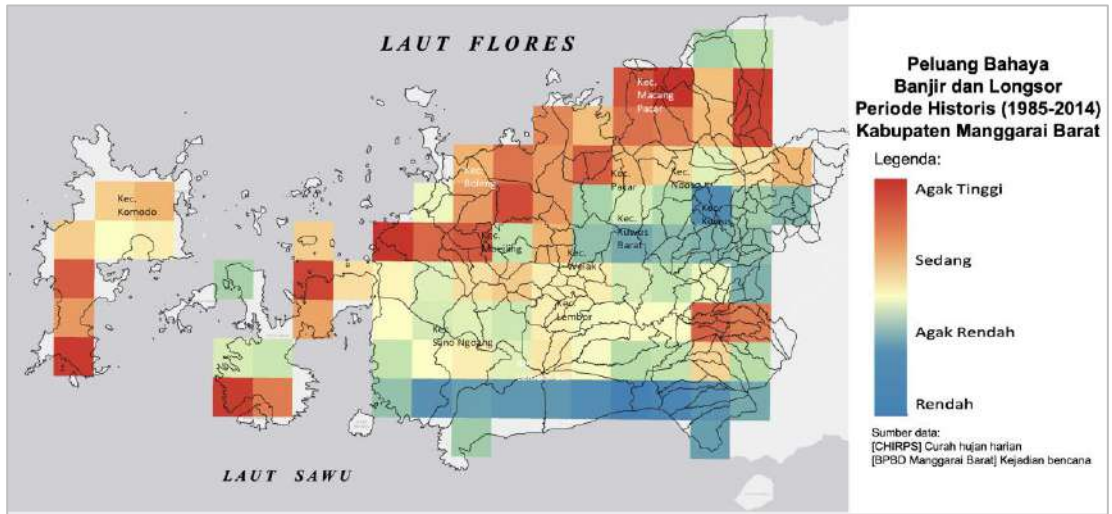 LAUT FLORES
Kec.
Macang
Pacar
Kec.
Boleng
Kec.
Pacar
Kec.
Ndoso
Kec.
Komodo
Kec.
Kuwus
Kec.
Kuwus
Barat
Kec.
Mbeliling
Kec.
Welak
Kec.
Lembor
Kec.
Sano Nggoang
LAUT SAWU
Peluang Bahaya
Banjir dan Longsor
Periode Historis (1985-2014)
Kabupaten Manggarai Barat
Legenda:
Agak Tinggi
Sedang
Agak Rendah
Rendah
Sumber data:
[CHIRPS] Curah hujan harian
[BPBD Manggarai Barat] Kejadian bencana